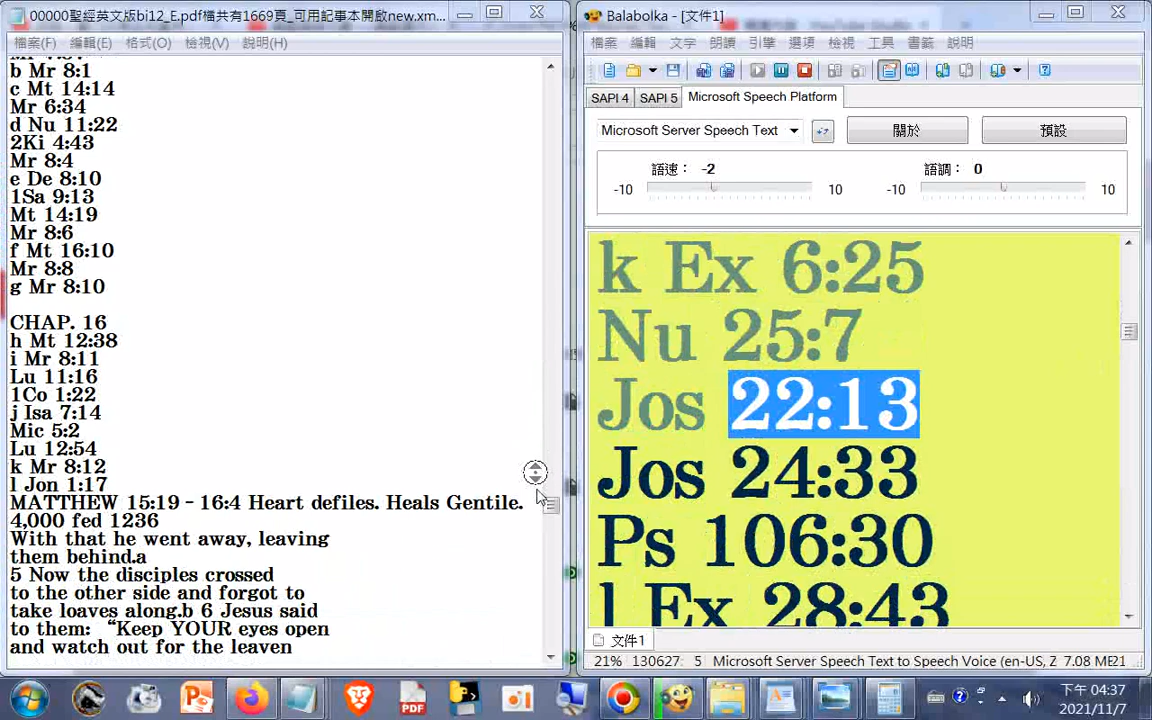 00000聖經英文版bi12_E.pdf檔共有1669頁_可用記事本開啟new.xm...
檔案(F) 編輯(E) 格式(O) 檢視(V) 說明(H)
b Mr 8:1
c Mt 14:14
Mr 6:34
d Nu 11:22
2Ki 4:43
Mr 8:4
e De 8:10
1Sa 9:13
Mt 14:19
Mr 8:6
f Mt 16:10
Mr 8:8
g Mr 8:10
CHAP. 16
h Mt 12:38
i Mr 8:11
Lu 11:16
1Co 1:22
j Isa 7:14
Mic 5:2
Lu 12:54
k Mr 8:12
l Jon 1:17
MATTHEW 15:19 – 16:4 Heart defiles. Heals Gentile.
4,000 fed 1236
With that he went away, leaving
them behind.a
5 Now the disciples crossed
to the other side and forgot to
take loaves along.b 6 Jesus said
to them: “Keep YOUR eyes open
and watch out for the leaven
Balabolka - [文件1]
檔案 編輯 文字 朗讀 引擎 選項 檢視 工具 書籤 說明
SAPI 4 SAPI 5 Microsoft Speech Platform
Microsoft Server Speech Text 關於 預設
語速： -2 語調： 0
-10 10 -10 10
k Ex 6:25
Nu 25:7
Jos 22:13
Jos 24:33
Ps 106:30
l Ex 28:43
文件1
21% 130627: 5 Microsoft Server Speech Text to Speech Voice (en-US, Z 7.08 ME21
下午 04:37
2021/11/7